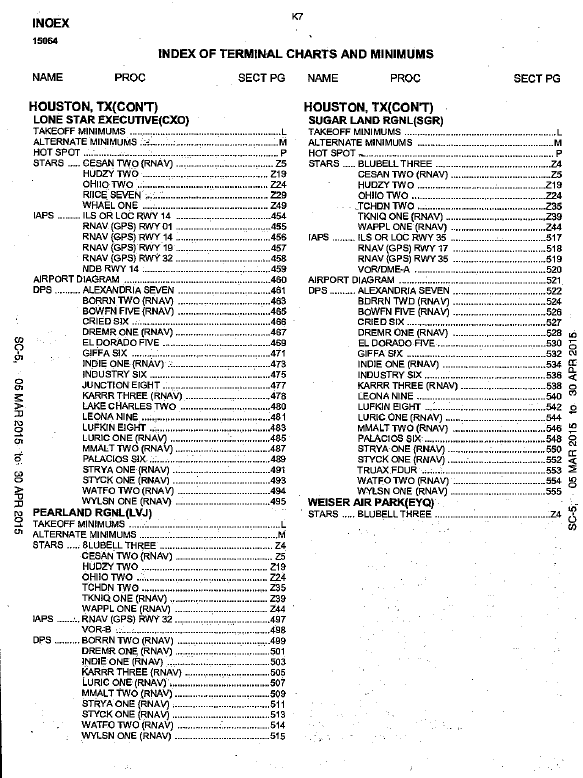 K7
INOEX
15064
INDEX OF TERMINAL CHARTS AND MINIMUMS
NAME PROC SECT PG
HOUSTON, TX(CON'T)
LONE STAR EXECUTIVE(CXO)
TAKEOFF MINIMUMS ........ L
ALTERNATE MINIMUMS ........ M
HOT SPOT ........ P
STARS ..... CESAN TWO (RNAV) ........ Z5
HUDZY TWO ........ Z19
OHIIO TWO ........ Z24
RIICE SEVEN ........ Z29
WHAEL ONE ........ Z49
IAPS ......... ILS OR LOC RWY 14 ........ 454
RNAV (GPS) RWY 01 ........ 455
RNAV (GPS) RWY 14 ........ 456
RNAV (GPS) RWY 19 ........ 457
RNAV (GPS) RWY 32 ........ 458
NDB RWY 14 ........ 459
AIRPORT DIAGRAM ........ 460
DPS .......... ALEXANDRIA SEVEN ........ 461
BORRN TWO (RNAV) ........ 463
BOWFN FIVE (RNAV) ........ 465
CRIED SIX ........ 466
DREMR ONE (RNAV) ........ 467
EL DORADO FIVE ........ 469
GIFFA SIX ........ 471
INDIE ONE (RNAV) ........ 473
INDUSTRY SIX ........ 475
JUNCTION EIGHT ........ 477
KARRR THREE (RNAV) ........ 478
LAKE CHARLES TWO ........ 480
LEONA NINE ........ 481
LUFKIN EIGHT ........ 483
LURIC ONE (RNAV) ........ 485
MMALT TWO (RNAV) ........ 487
PALACIOS SIX ........ 489
STRYA ONE (RNAV) ........ 491
STYCK ONE (RNAV) ........ 493
WATFO TWO (RNAV) ........ 494
WYLSN ONE (RNAV) ........ 495
PEARLAND RGNL(LVJ)
TAKEOFF MINIMUMS ........ L
ALTERNATE MINIMUMS ........ M
STARS ..... BLUBELL THREE ........ Z4
CESAN TWO (RNAV) ........ Z5
HUDZY TWO ........ Z19
OHIIO TWO ........ Z24
TCHDN TWO ........ Z35
TKNIQ ONE (RNAV) ........ Z39
WAPPL ONE (RNAV) ........ Z44
IAPS ......... RNAV (GPS) RWY 32 ........ 497
VOR-B ........ 498
DPS .......... BORRN TWO (RNAV) ........ 499
DREMR ONE (RNAV) ........ 501
INDIE ONE (RNAV) ........ 503
KARRR THREE (RNAV) ........ 505
LURIC ONE (RNAV) ........ 507
MMALT TWO (RNAV) ........ 509
STRYA ONE (RNAV) ........ 511
STYCK ONE (RNAV) ........ 513
WATFO TWO (RNAV) ........ 514
WYLSN ONE (RNAV) ........ 515
NAME PROC SECT PG
HOUSTON, TX(CON'T)
SUGAR LAND RGNL(SGR)
TAKEOFF MINIMUMS ........ L
ALTERNATE MINIMUMS ........ M
HOT SPOT ........ P
STARS ..... BLUBELL THREE ........ Z4
CESAN TWO (RNAV) ........ Z5
HUDZY TWO ........ Z19
OHIIO TWO ........ Z24
TCHDN TWO ........ Z35
TKNIQ ONE (RNAV) ........ Z39
WAPPL ONE (RNAV) ........ Z44
IAPS ......... ILS OR LOC RWY 35 ........ 517
RNAV (GPS) RWY 17 ........ 518
RNAV (GPS) RWY 35 ........ 519
VOR/DME-A ........ 520
AIRPORT DIAGRAM ........ 521
DPS .......... ALEXANDRIA SEVEN ........ 522
BDRRN TWD (RNAV) ........ 524
BOWFN FIVE (RNAV) ........ 526
CRIED SIX ........ 527
DREMR ONE (RNAV) ........ 528
EL DORADO FIVE ........ 530
GIFFA SIX ........ 532
INDIE ONE (RNAV) ........ 534
INDUSTRY SIX ........ 536
KARRR THREE (RNAV) ........ 538
LEONA NINE ........ 540
LUFKIN EIGHT ........ 542
LURIC ONE (RNAV) ........ 544
MMALT TWO (RNAV) ........ 546
PALACIOS SIX ........ 548
STRYA ONE (RNAV) ........ 550
STYCK ONE (RNAV) ........ 552
TRUAX FDUR ........ 553
WATFO TWO (RNAV) ........ 554
WYLSN ONE (RNAV) ........ 555
WEISER AIR PARK(EYQ)
STARS ..... BLUBELL THREE ........ Z4
SC-5, 05 MAR 2015 to 30 APR 2015
SC-5, 05 MAR 2015 to 30 APR 2015